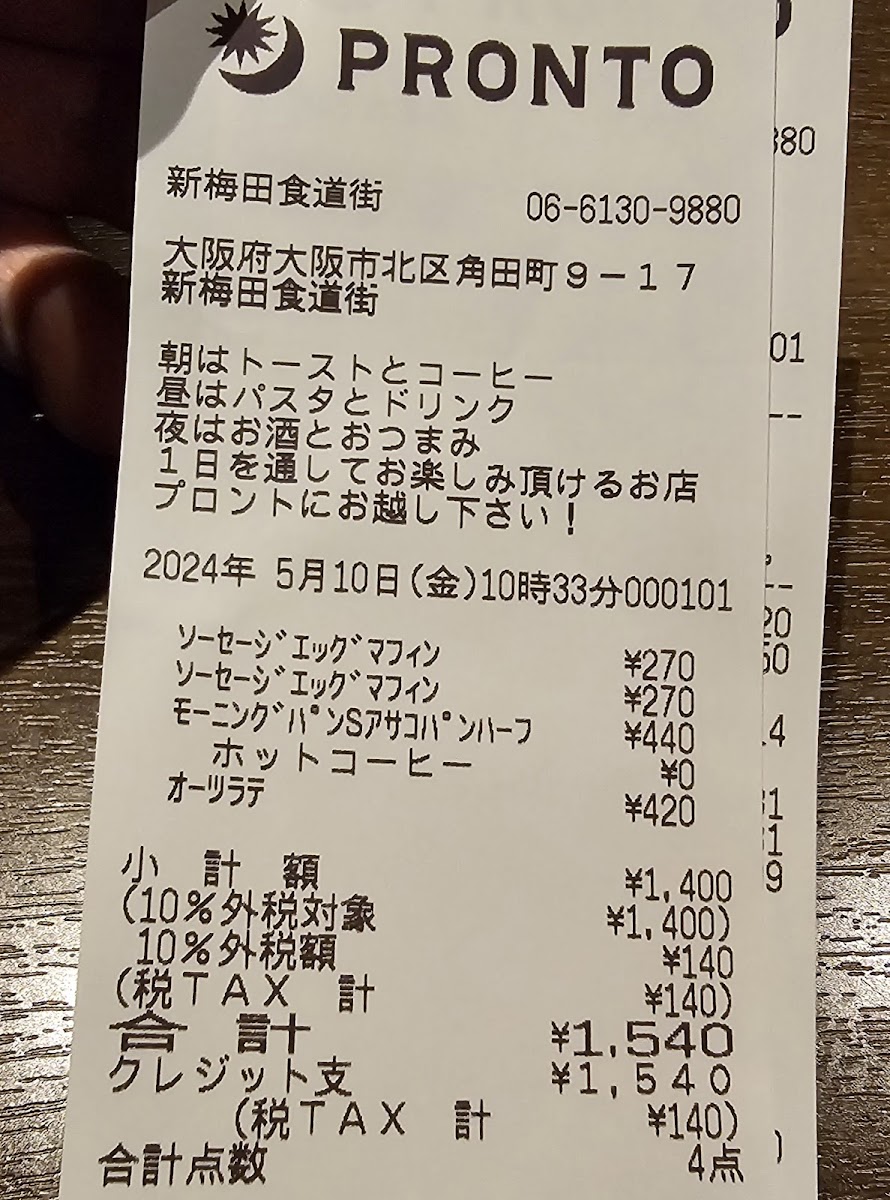 PRONTO
新梅田食道街 06-6130-9880
大阪府大阪市北区角田町9-17
新梅田食道街
朝はトーストとコーヒー
昼はパスタとドリンク
夜はお酒とおつまみ
1日を通してお楽しみ頂けるお店
プロントにお越し下さい!
2024年 5月10日(金)10時33分000101
ソーセージエッグマフィン ¥270
ソーセージエッグマフィン ¥270
モーニングパンSアサコパンハーフ ¥440
ホットコーヒー ¥0
オーツラテ ¥420
小 計 額 ¥1,400
(10%外税対象 ¥1,400)
10%外税額 ¥140
(税TAX 計 ¥140)
合 計 ¥1,540
クレジット支 ¥1,540
(税TAX 計 ¥140)
合計点数 4点